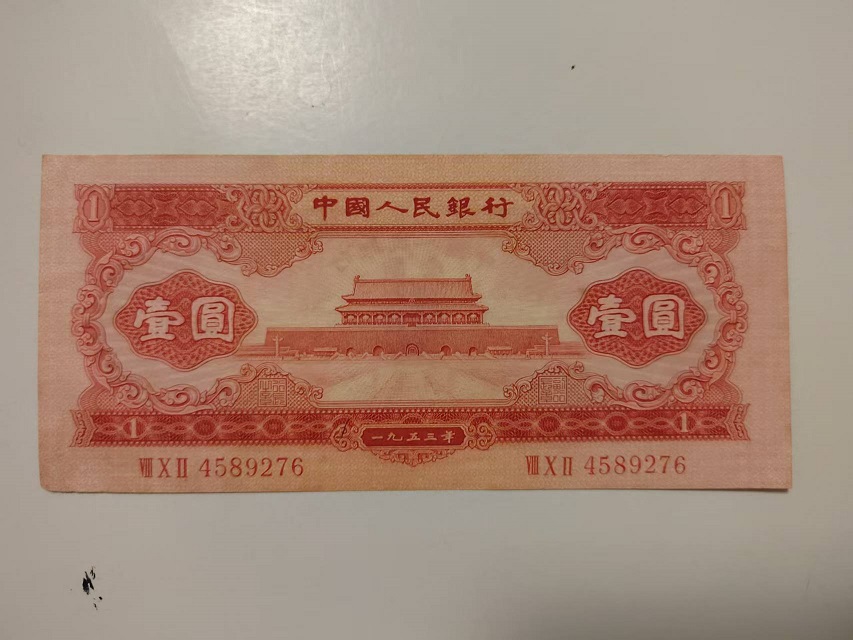 1 中國人民銀行 1
壹圓 壹圓
1 一九五三年 1
VIII X II 4589276 VIII X II 4589276